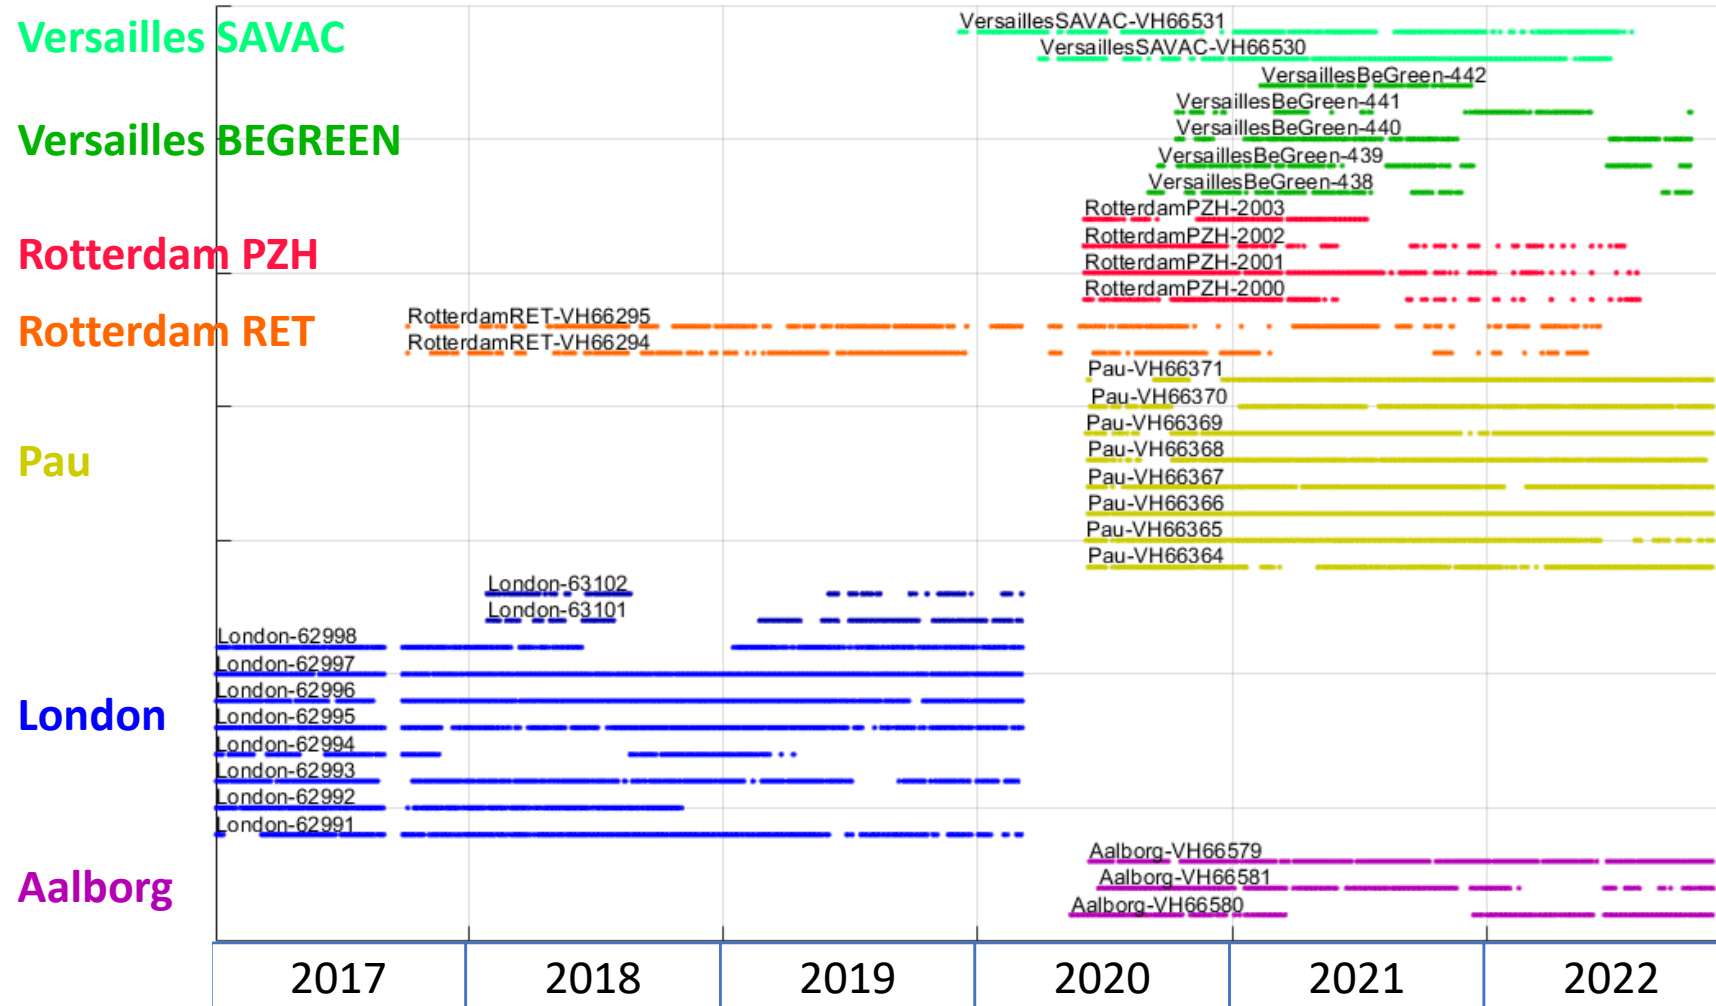 Versailles SAVAC
VersaillesSAVAC-VH66531
VersaillesSAVAC-VH66530
VersaillesBeGreen-442
VersaillesBeGreen-441
Versailles BEGREEN
VersaillesBeGreen-440
VersaillesBeGreen-439
VersaillesBeGreen-438
RotterdamPZH-2003
RotterdamPZH-2002
Rotterdam PZH
RotterdamPZH-2001
RotterdamPZH-2000
Rotterdam RET
RotterdamRET-VH66295
RotterdamRET-VH66294
Pau-VH66371
Pau-VH66370
Pau-VH66369
Pau-VH66368
Pau
Pau-VH66367
Pau-VH66366
Pau-VH66365
Pau-VH66364
London-63102
London-63101
London-62998
London-62997
London-62996
London
London-62995
London-62994
London-62993
London-62992
London-62991
Aalborg-VH66579
Aalborg
Aalborg-VH66581
Aalborg-VH66580
2017 2018 2019 2020 2021 2022